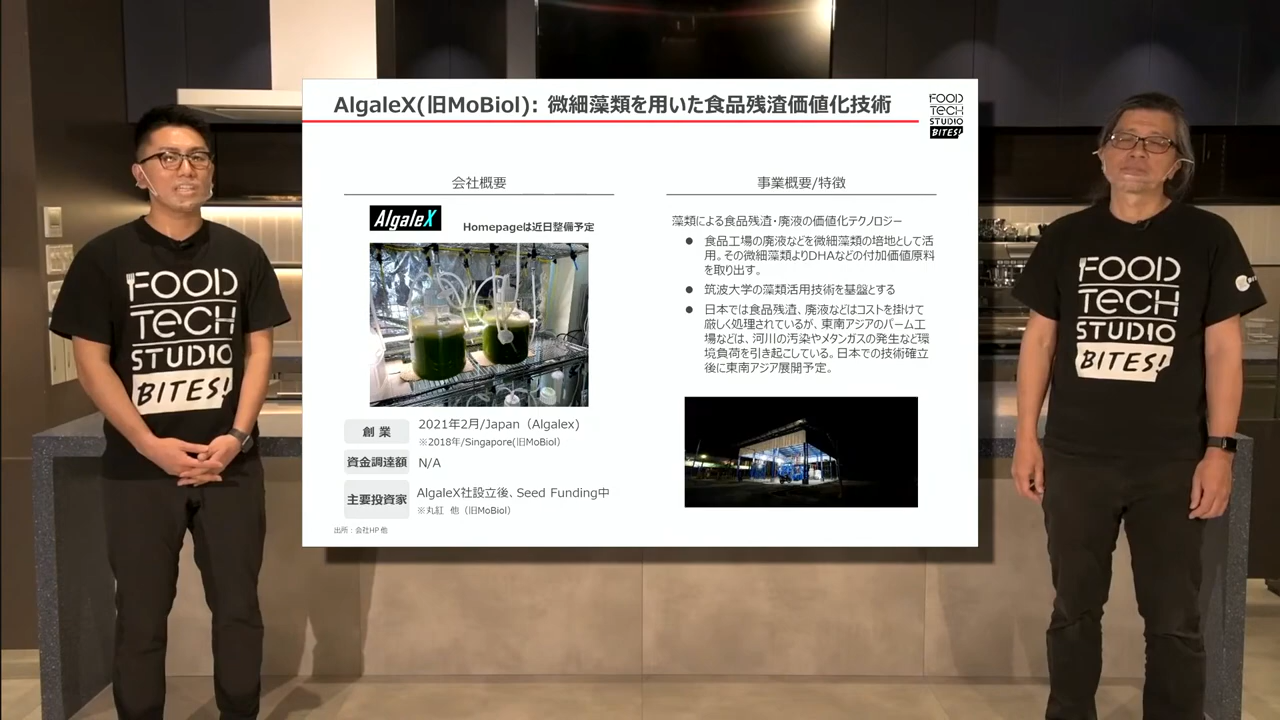 AlgaleX(旧MoBiol): 微細藻類を用いた食品残渣価値化技術
FOOD
TECH
STUDIO
BITES!
会社概要
AlgaleX
Homepageは近日整備予定
創 業
2021年2月/Japan（Algalex)
※2018年/Singapore(旧MoBiol）
資金調達額
N/A
主要投資家
AlgaleX社設立後、Seed Funding中
※丸紅 他（旧MoBiol）
出所：会社HP他
事業概要/特徴
藻類による食品残渣・廃液の価値化テクノロジー
● 食品工場の廃液などを微細藻類の培地として活
用。その微細藻類よりDHAなどの付加価値原料
を取り出す。
● 筑波大学の藻類活用技術を基盤とする
● 日本では食品残渣、廃液などはコストを掛けて
厳しく処理されているが、東南アジアのパーム工
場などは、河川の汚染やメタンガスの発生など環
境負荷を引き起こしている。日本での技術確立
後に東南アジア展開予定。
FOOD
TECH
STUDIO
BITES!
FOOD
TECH
STUDIO
BITES!